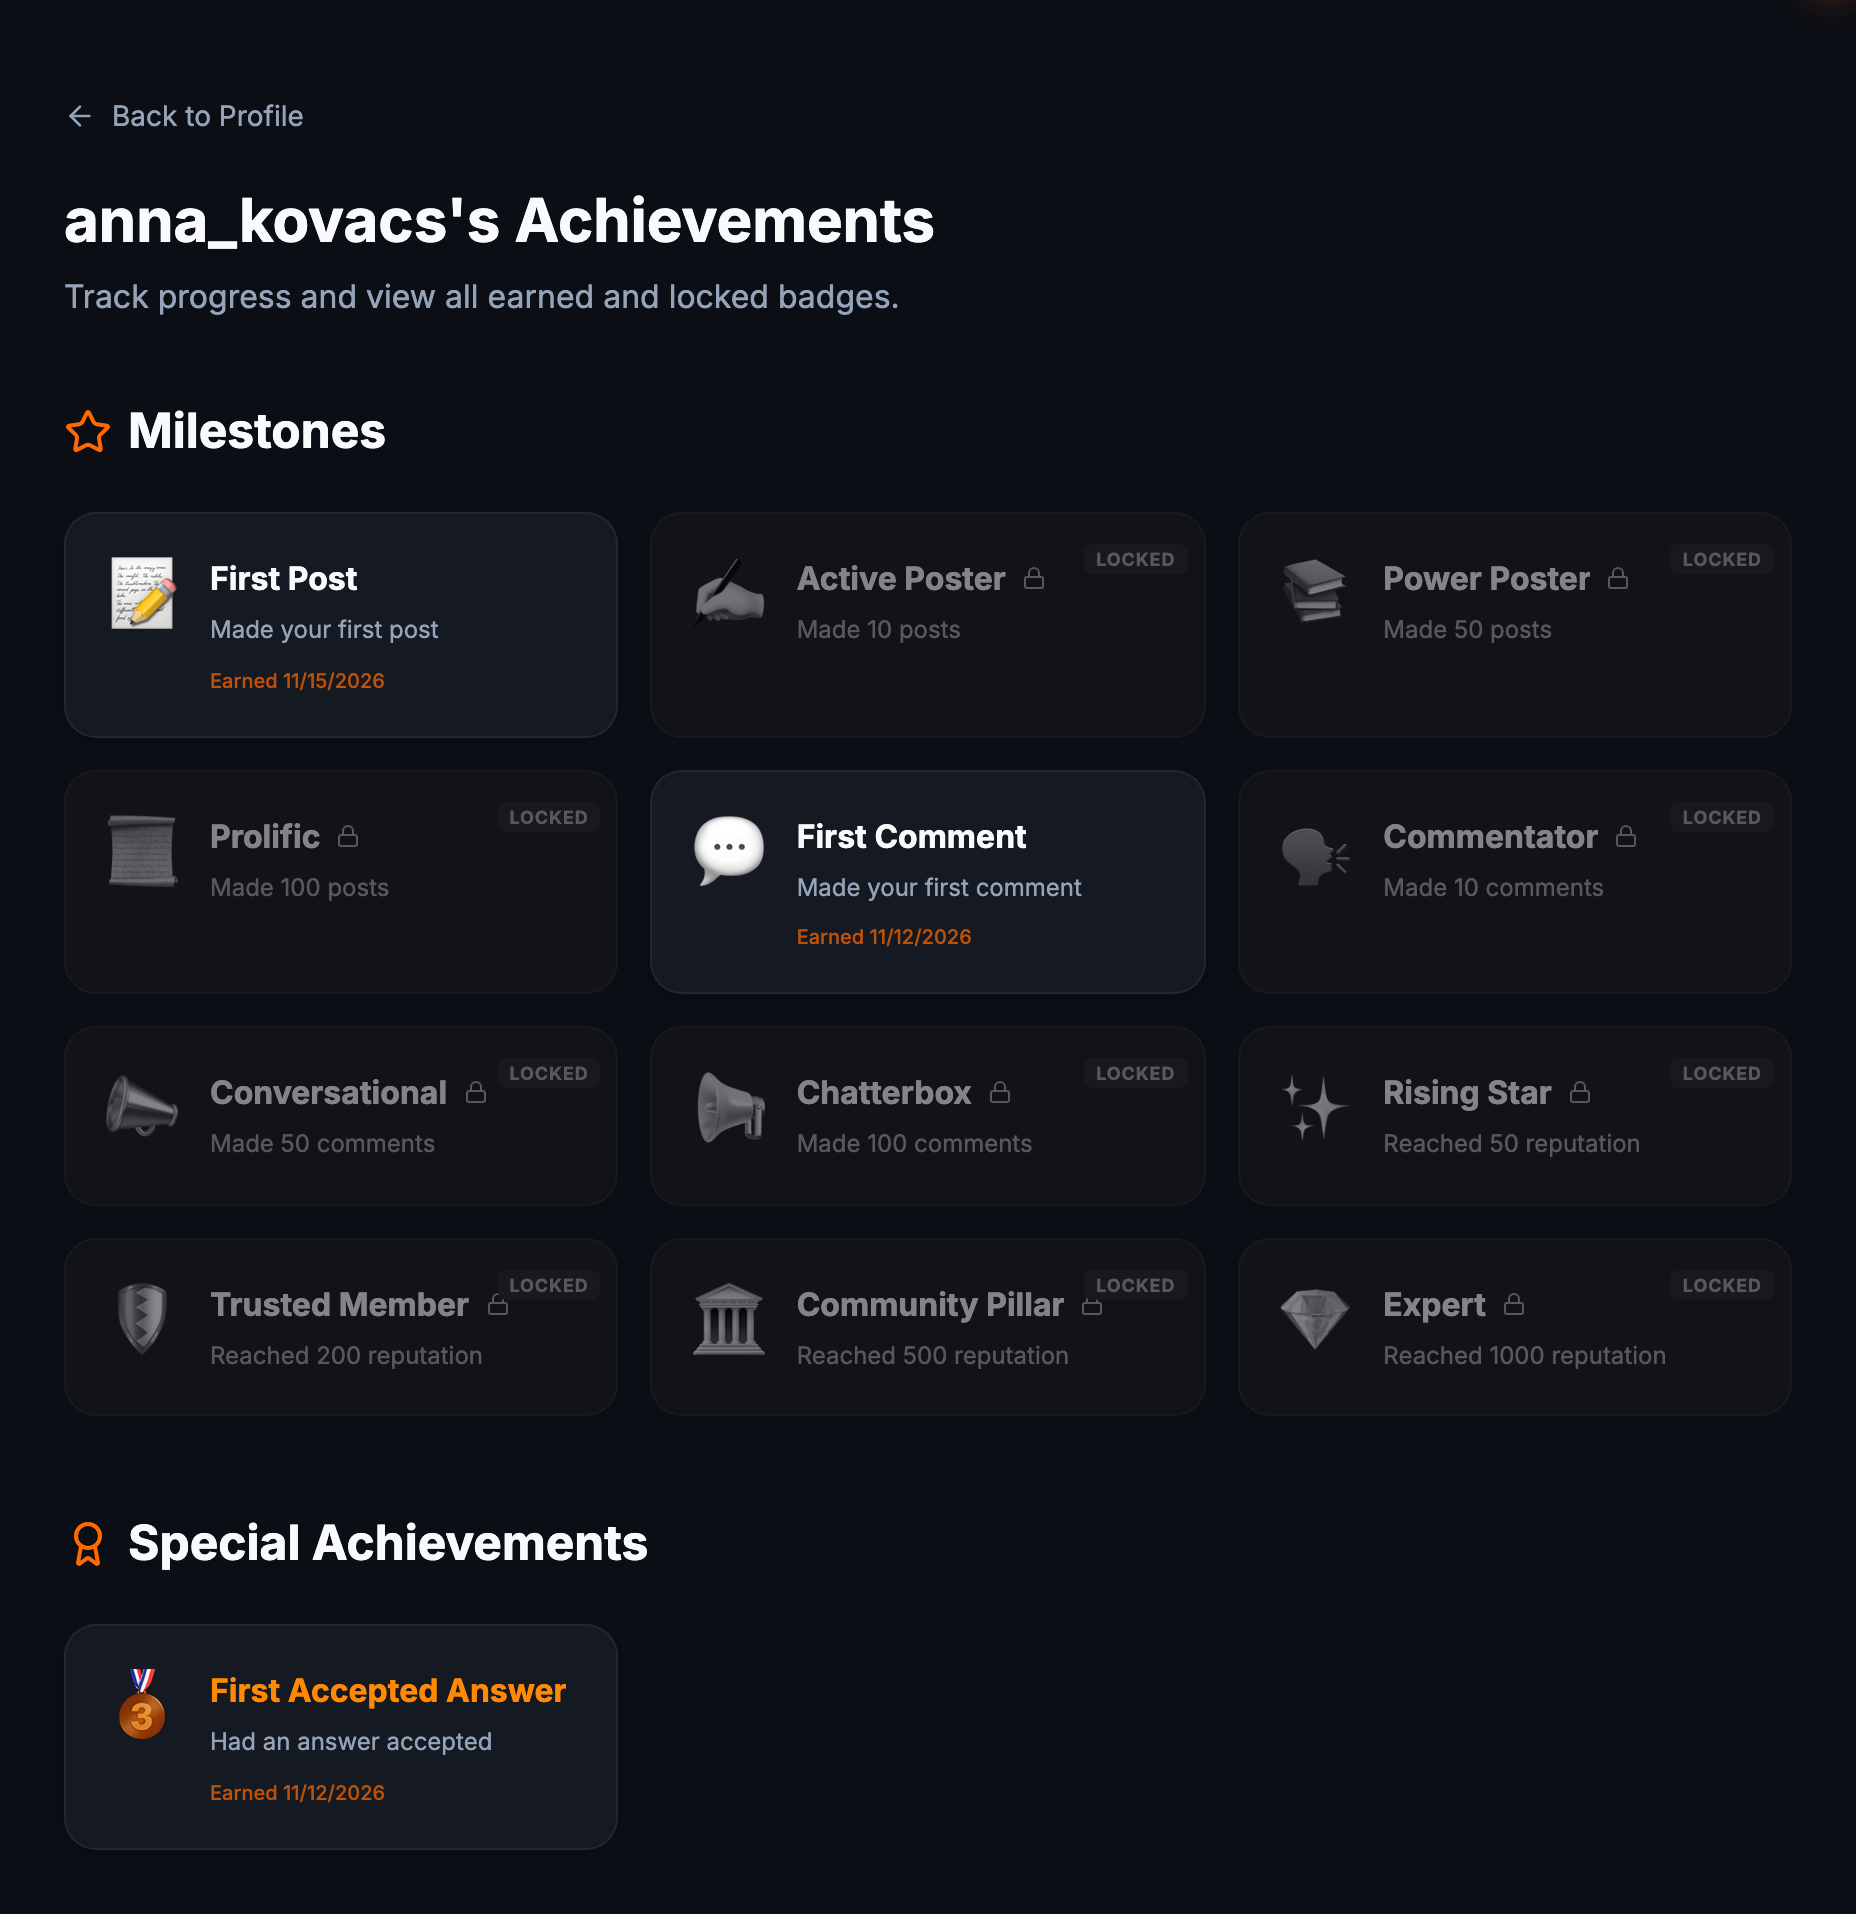 Back to Profile
anna_kovacs's Achievements
Track progress and view all earned and locked badges.
Milestones
First Post
Made your first post
Earned 11/15/2026
Active Poster
LOCKED
Made 10 posts
Power Poster
LOCKED
Made 50 posts
Prolific
LOCKED
Made 100 posts
First Comment
Made your first comment
Earned 11/12/2026
Commentator
LOCKED
Made 10 comments
Conversational
LOCKED
Made 50 comments
Chatterbox
LOCKED
Made 100 comments
Rising Star
LOCKED
Reached 50 reputation
Trusted Member
LOCKED
Reached 200 reputation
Community Pillar
LOCKED
Reached 500 reputation
Expert
LOCKED
Reached 1000 reputation
Special Achievements
3
First Accepted Answer
Had an answer accepted
Earned 11/12/2026